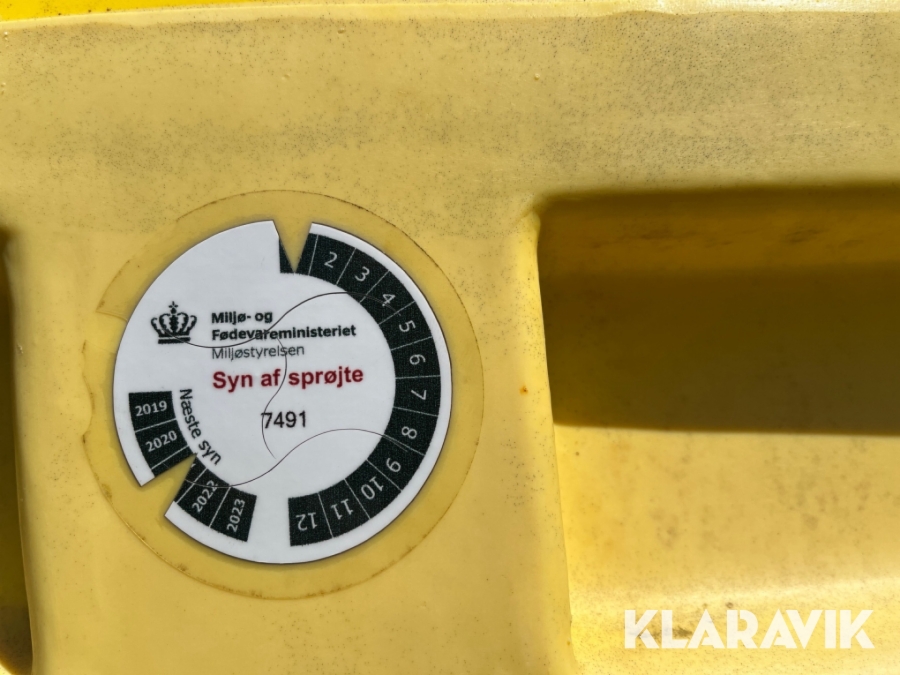 Miljø- og
Fødevareministeriet
Miljøstyrelsen
Syn af sprøjte
7491
Næste syn
2019
2020
2022
2023
2
3
4
5
6
7
8
9
10
11
12
KLARAVIK